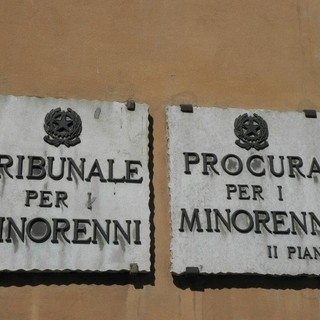 RIBUNALE
PER I
INORENNI
PROCURA
PER I
MINORENN
II PIAN